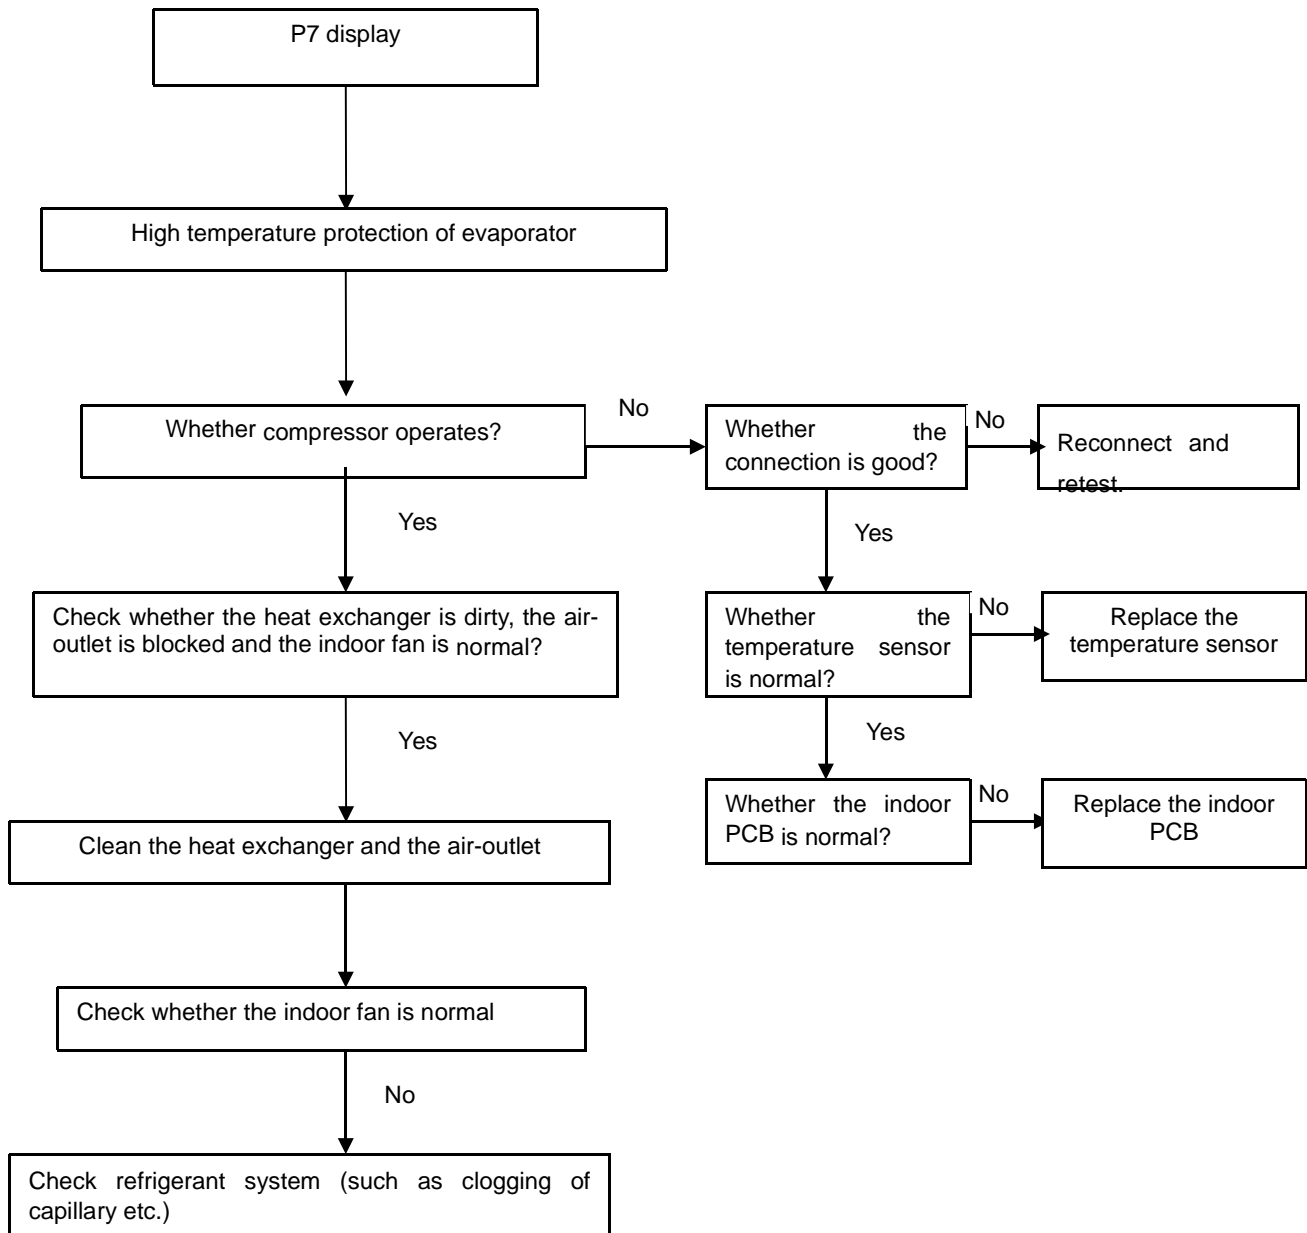 P7 display
High temperature protection of evaporator
Whether compressor operates?
No
Whether the
connection is good?
No
Reconnect and
retest.
Yes
Yes
Check whether the heat exchanger is dirty, the air-
outlet is blocked and the indoor fan is normal?
Whether the
temperature sensor
is normal?
No
Replace the
temperature sensor
Yes
Yes
Clean the heat exchanger and the air-outlet
Whether the indoor
PCB is normal?
No
Replace the indoor
PCB
Check whether the indoor fan is normal
No
Check refrigerant system (such as clogging of
capillary etc.)